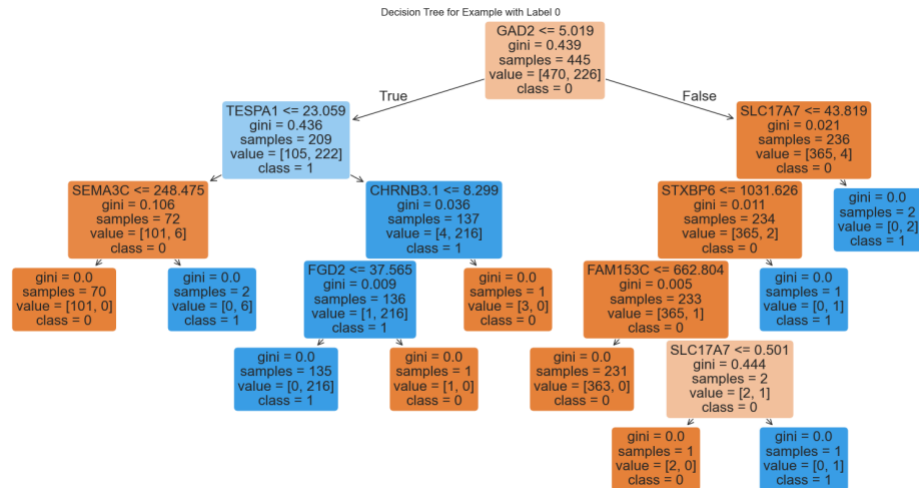 Decision Tree for Example with Label 0
GAD2 <= 5.019
gini = 0.439
samples = 445
value = [470, 226]
class = 0
True
False
TESPA1 <= 23.059
gini = 0.436
samples = 209
value = [105, 222]
class = 1
SLC17A7 <= 43.819
gini = 0.021
samples = 236
value = [365, 4]
class = 0
SEMA3C <= 248.475
gini = 0.106
samples = 72
value = [101, 6]
class = 0
CHRNB3.1 <= 8.299
gini = 0.036
samples = 137
value = [4, 216]
class = 1
STXBP6 <= 1031.626
gini = 0.011
samples = 234
value = [365, 2]
class = 0
gini = 0.0
samples = 2
value = [0, 2]
class = 1
gini = 0.0
samples = 70
value = [101, 0]
class = 0
gini = 0.0
samples = 2
value = [0, 6]
class = 1
FGD2 <= 37.565
gini = 0.009
samples = 136
value = [1, 216]
class = 1
gini = 0.0
samples = 1
value = [3, 0]
class = 0
FAM153C <= 662.804
gini = 0.005
samples = 233
value = [365, 1]
class = 0
gini = 0.0
samples = 1
value = [0, 1]
class = 1
gini = 0.0
samples = 135
value = [0, 216]
class = 1
gini = 0.0
samples = 1
value = [1, 0]
class = 0
gini = 0.0
samples = 231
value = [363, 0]
class = 0
SLC17A7 <= 0.501
gini = 0.444
samples = 2
value = [2, 1]
class = 0
gini = 0.0
samples = 1
value = [2, 0]
class = 0
gini = 0.0
samples = 1
value = [0, 1]
class = 1